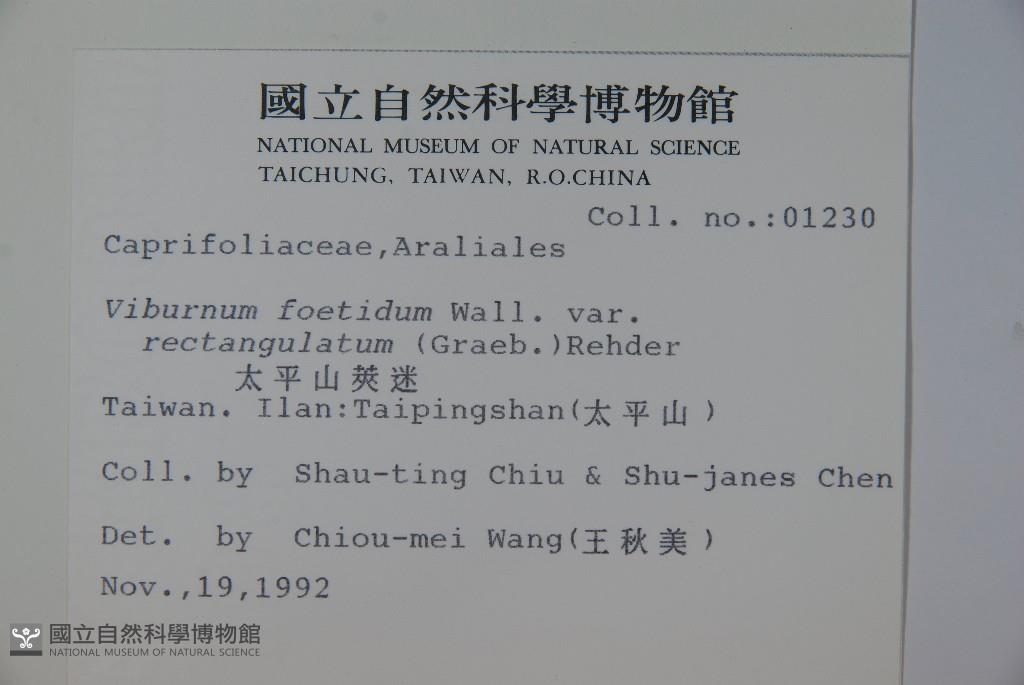 國立自然科學博物館
NATIONAL MUSEUM OF NATURAL SCIENCE
TAICHUNG, TAIWAN, R.O.CHINA
Coll. no.:01230
Caprifoliaceae,Araliales
Viburnum foetidum Wall. var.
rectangulatum (Graeb.)Rehder
太平山莢迷
Taiwan. Ilan:Taipingshan(太平山)
Coll. by Shau-ting Chiu & Shu-janes Chen
Det. by Chiou-mei Wang(王秋美)
Nov.,19,1992
國立自然科學博物館
NATIONAL MUSEUM OF NATURAL SCIENCE